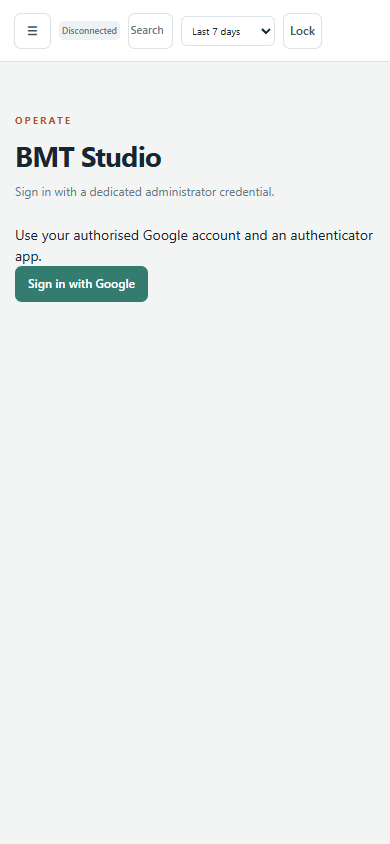 ☰ Disconnected Search Last 7 days Lock
OPERATE
BMT Studio
Sign in with a dedicated administrator credential.
Use your authorised Google account and an authenticator
app.
Sign in with Google